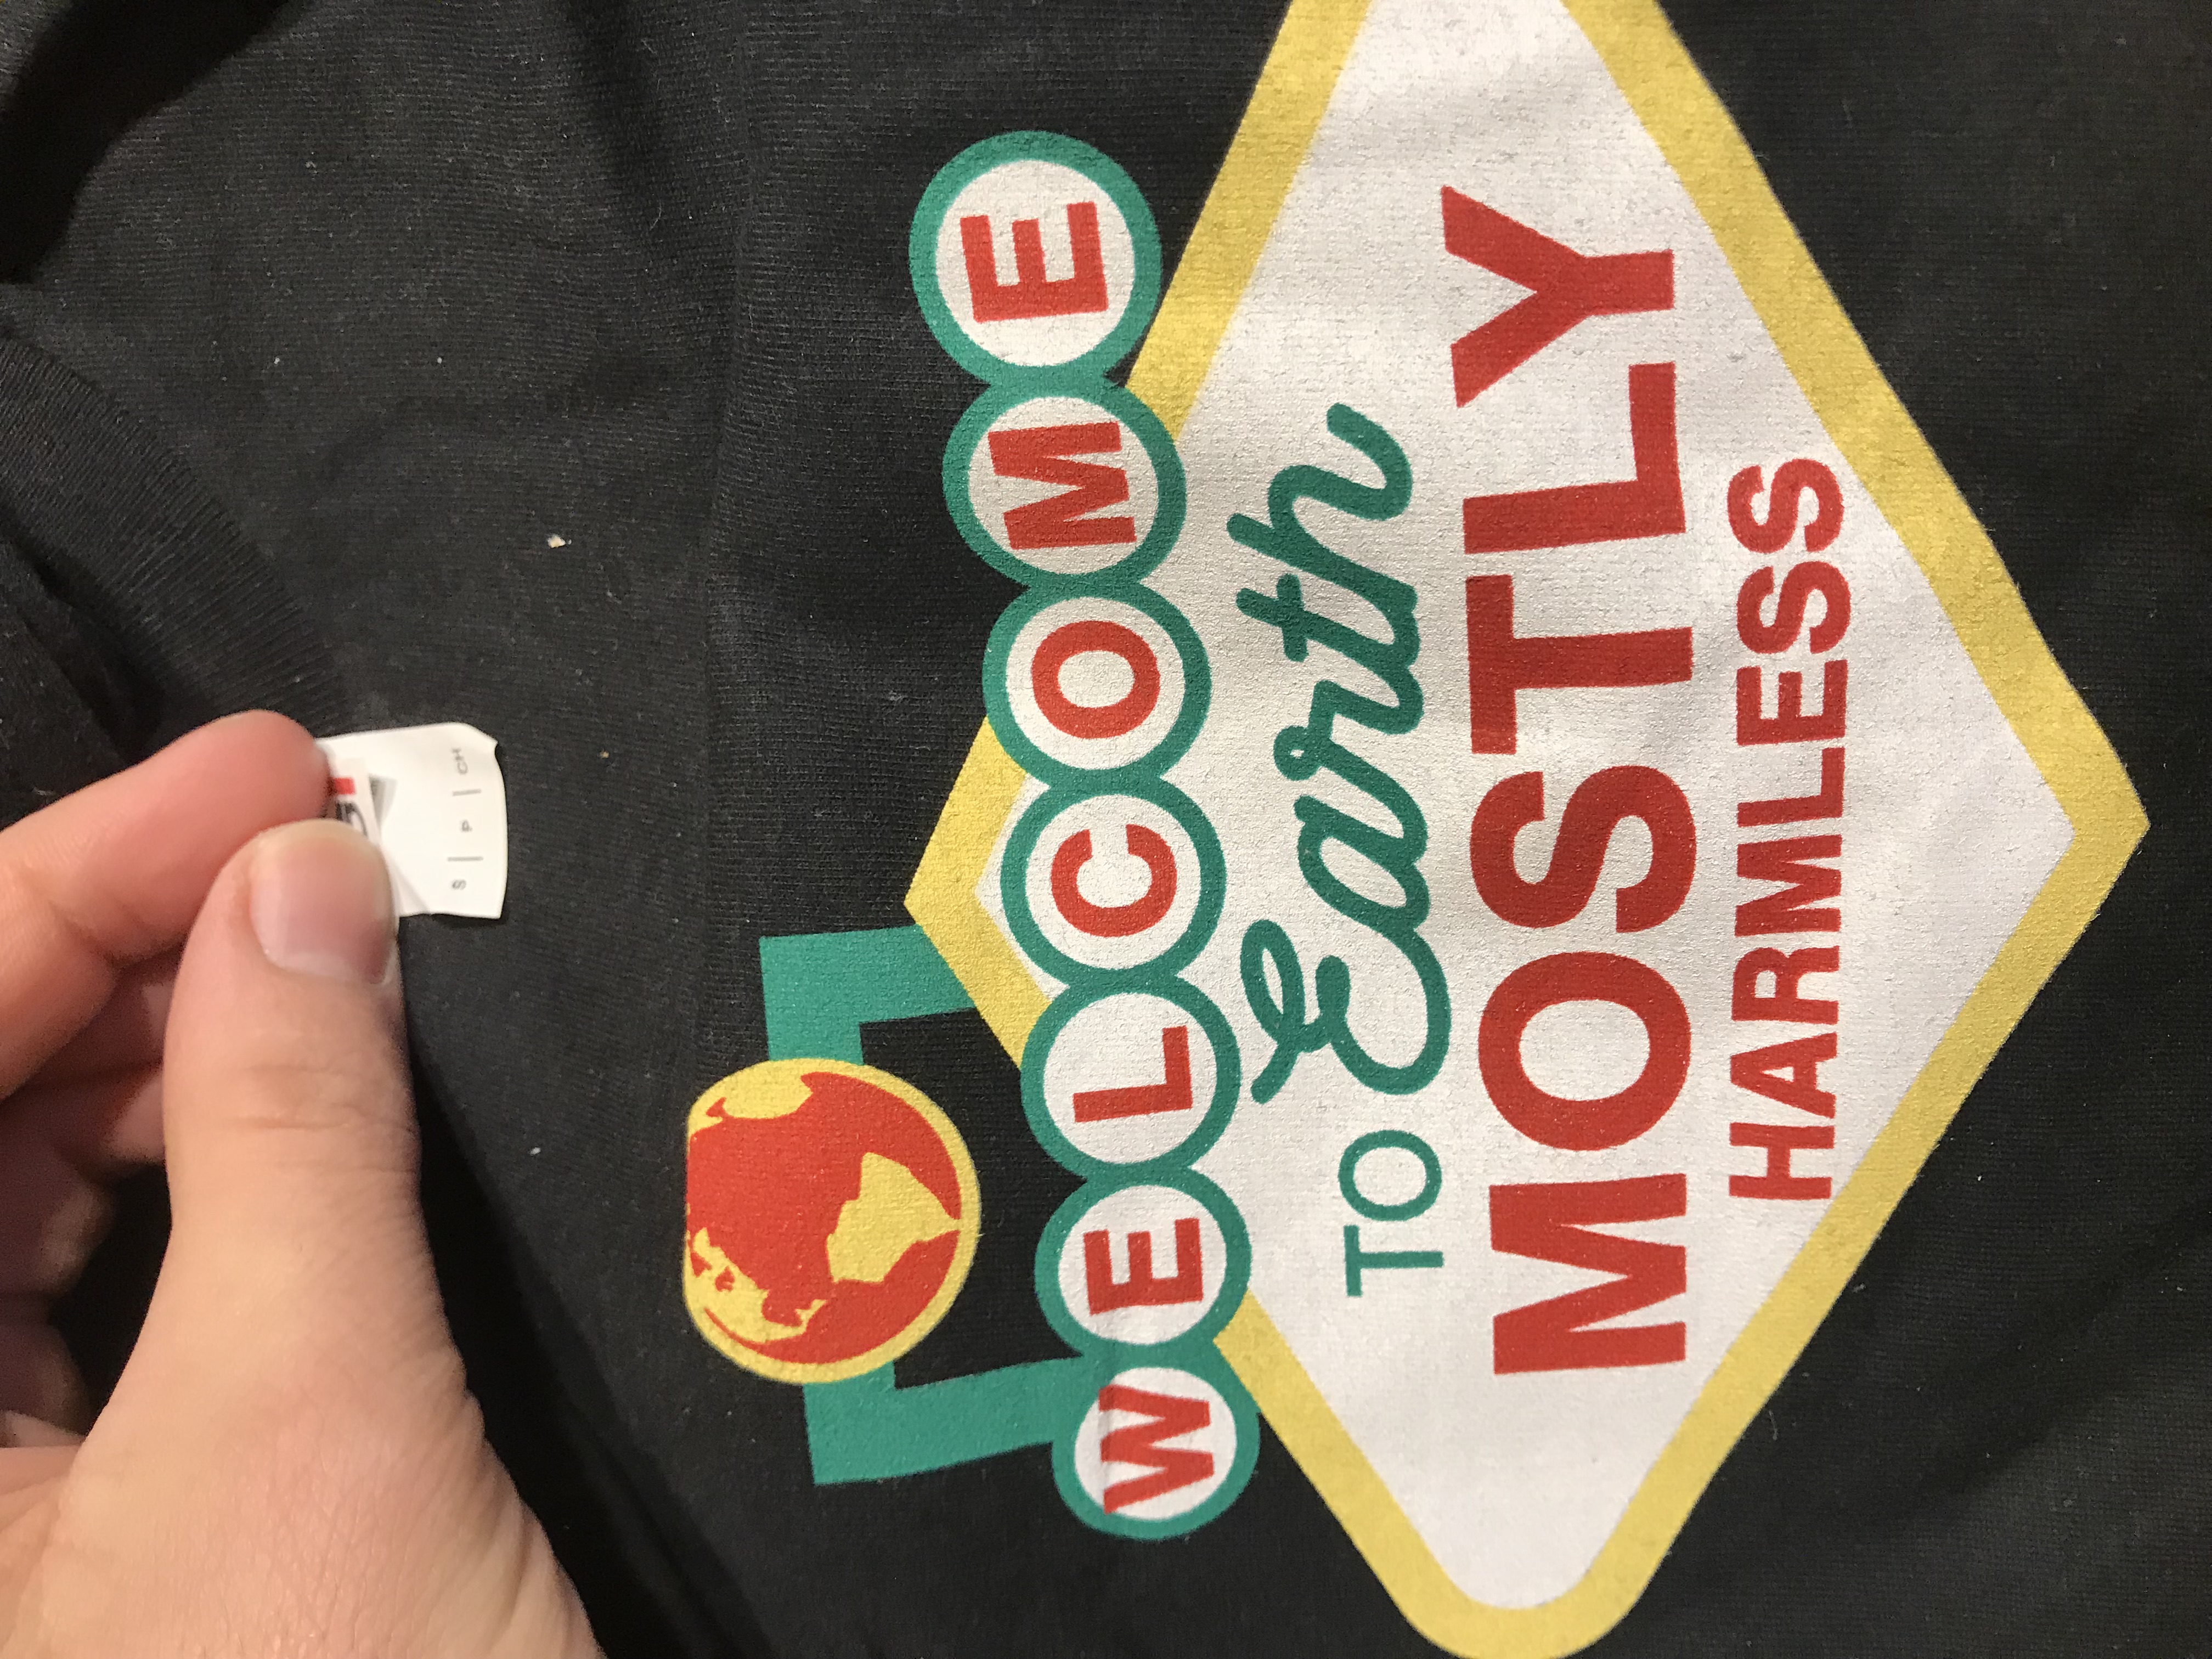 WELCOME
TO Earth
MOSTLY
HARMLESS
S | P | CH